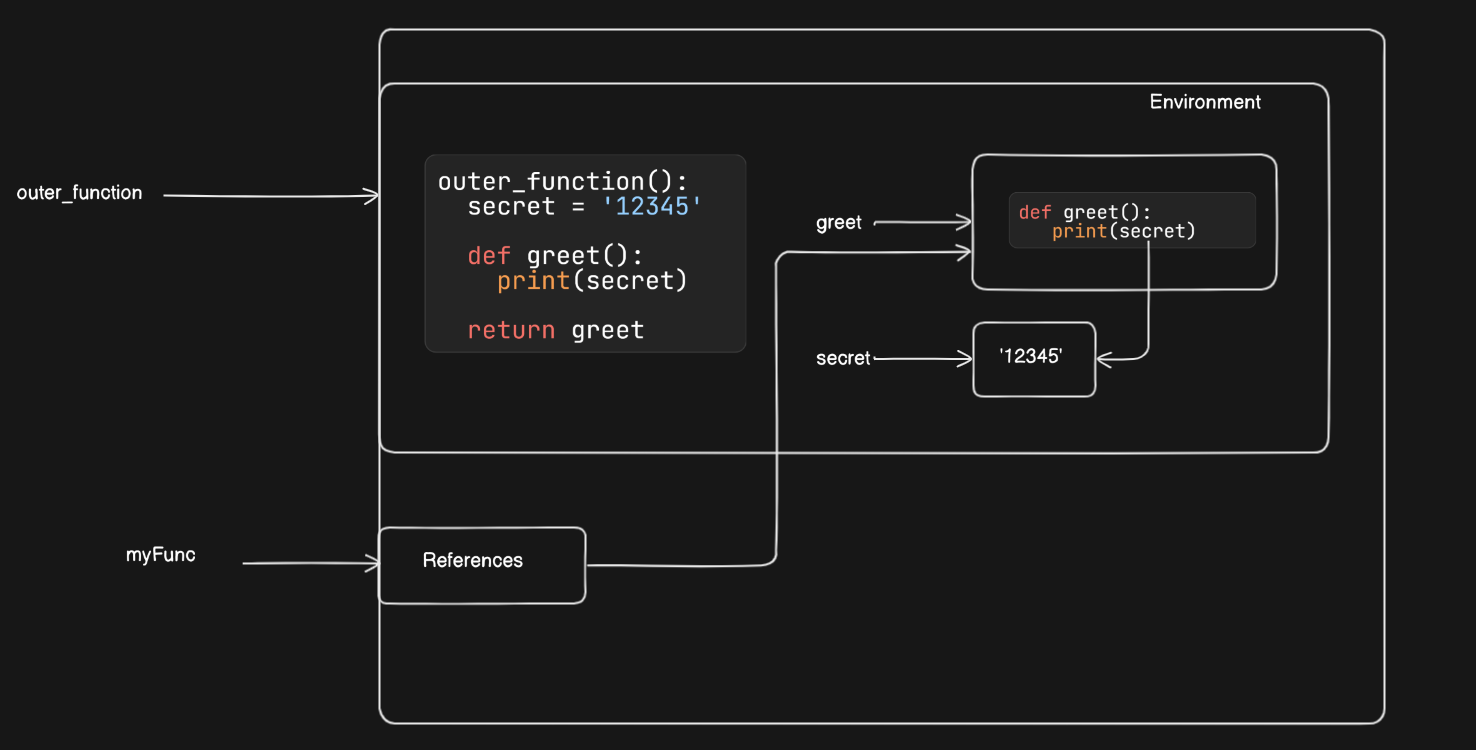 Environment
outer_function
outer_function():
secret = '12345'
def greet():
print(secret)
return greet
greet
def greet():
print(secret)
secret
'12345'
myFunc
References